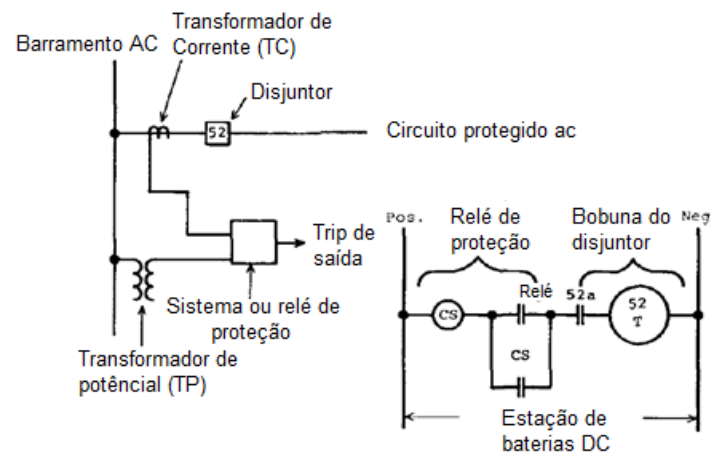 Transformador de
Corrente (TC)
Barramento AC
Disjuntor
52
Circuito protegido ac
Trip de
saída
Sistema ou relé de
proteção
Transformador de
potêncial (TP)
Pos.
Relé de
proteção
Bobuna do
disjuntor
Neg
CS
Relé
CS
52a
52
T
Estação de
baterias DC